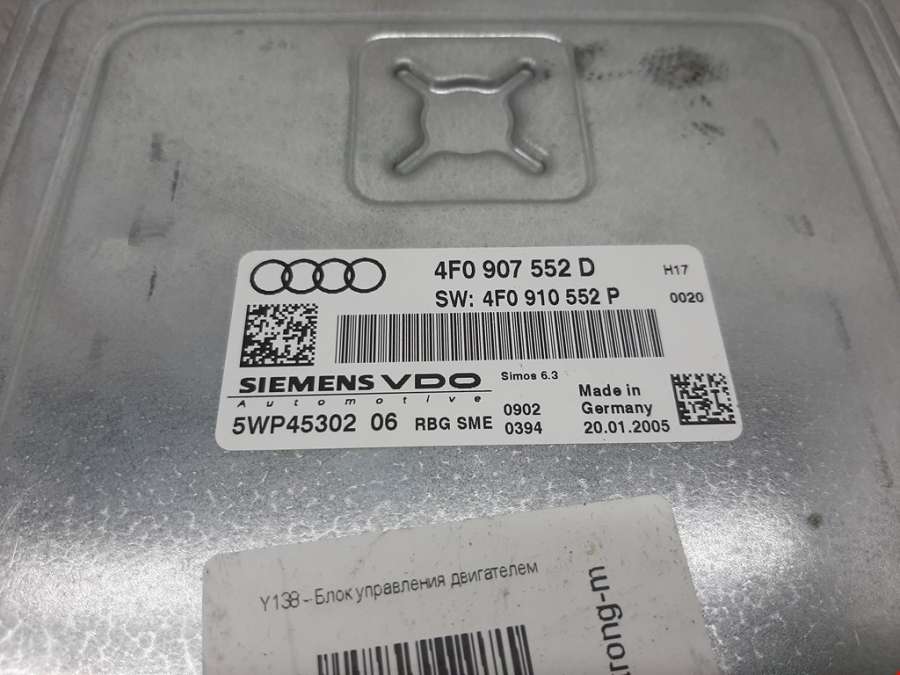 4F0 907 552 D
H17
SW: 4F0 910 552 P
0020
SIEMENS VDO
Automotive
Simos 6.3
5WP45302 06
RBG SME
0902
0394
Made in
Germany
20.01.2005
Y138 - Блок управления двигателем
rong-m